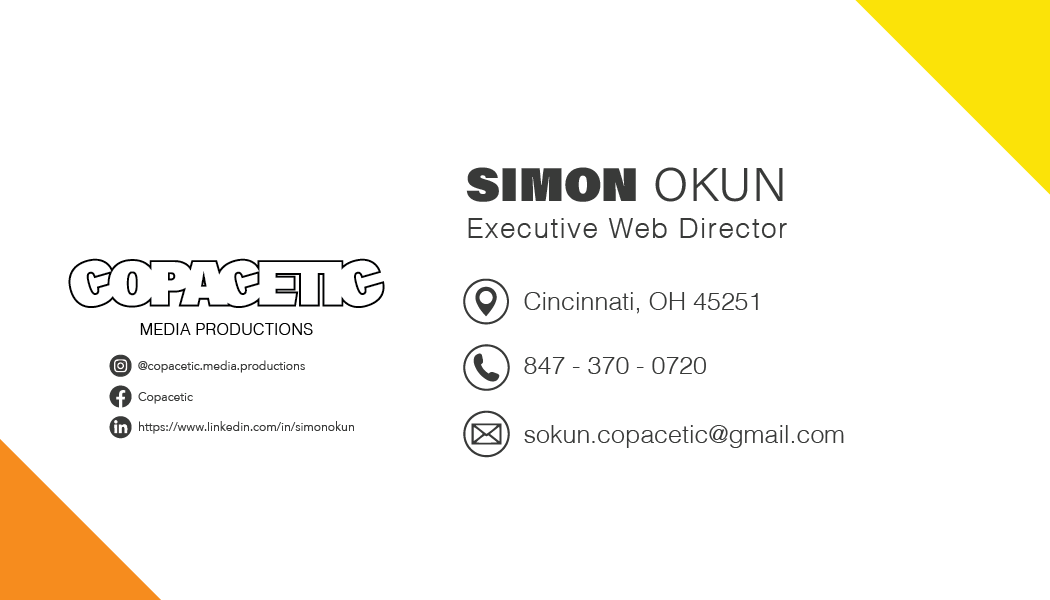 SIMON OKUN
Executive Web Director
COPACETIC
MEDIA PRODUCTIONS
@copacetic.media.productions
Copacetic
https://www.linkedin.com/in/simonokun
Cincinnati, OH 45251
847 - 370 - 0720
sokun.copacetic@gmail.com